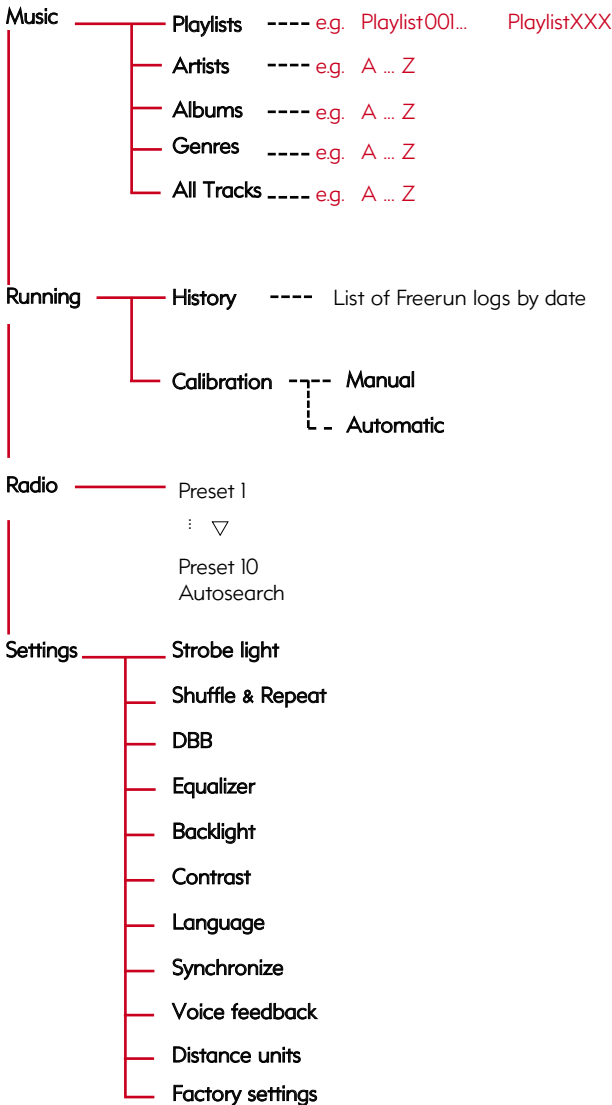 Music Playlists e.g. Playlist001... PlaylistXXX
Artists e.g. A ... Z
Albums e.g. A ... Z
Genres e.g. A ... Z
All Tracks e.g. A ... Z
Running History List of Freerun logs by date
Calibration Manual
Automatic
Radio Preset 1
Preset 10
Autosearch
Settings Strobe light
Shuffle & Repeat
DBB
Equalizer
Backlight
Contrast
Language
Synchronize
Voice feedback
Distance units
Factory settings